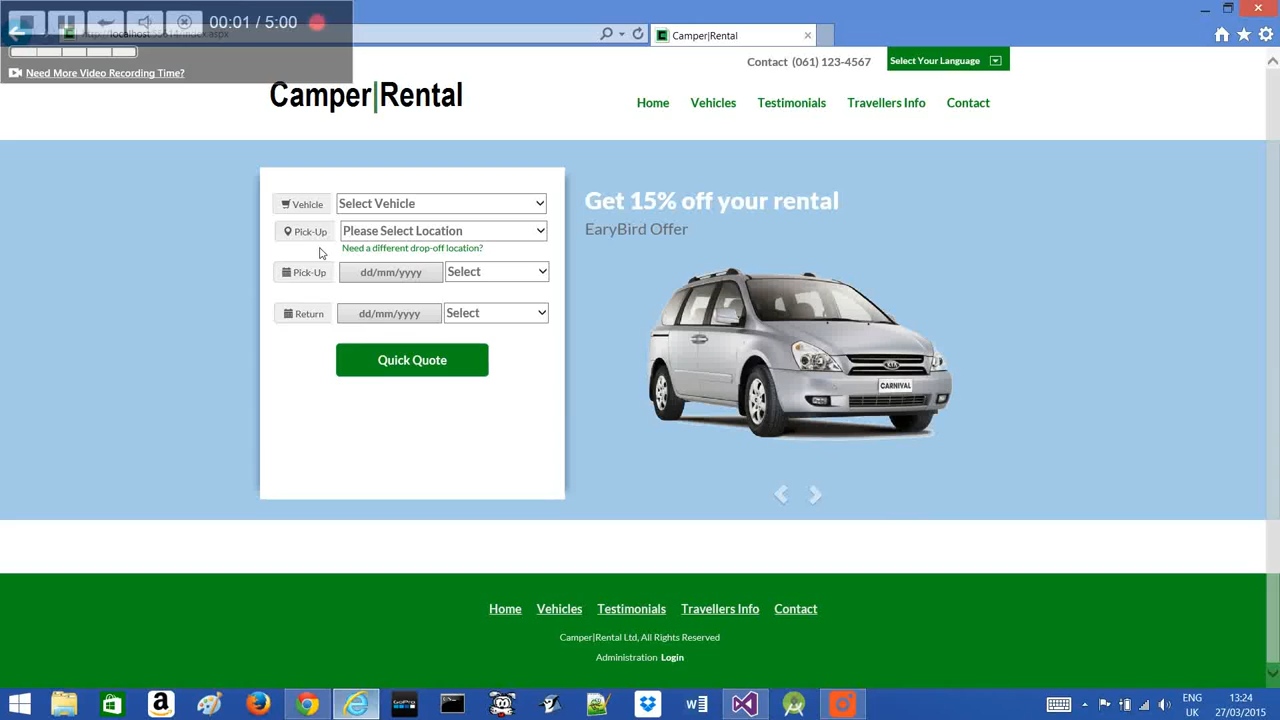 00:01 / 5:00
Need More Video Recording Time?
Camper|Rental
Contact (061) 123-4567
Select Your Language
Camper|Rental
Home Vehicles Testimonials Travellers Info Contact
Vehicle Select Vehicle
Pick-Up Please Select Location
Need a different drop-off location?
Pick-Up dd/mm/yyyy Select
Return dd/mm/yyyy Select
Quick Quote
Get 15% off your rental
EaryBird Offer
CARNIVAL
Home Vehicles Testimonials Travellers Info Contact
Camper|Rental Ltd, All Rights Reserved
Administration Login
GoPro
ENG
UK
13:24
27/03/2015